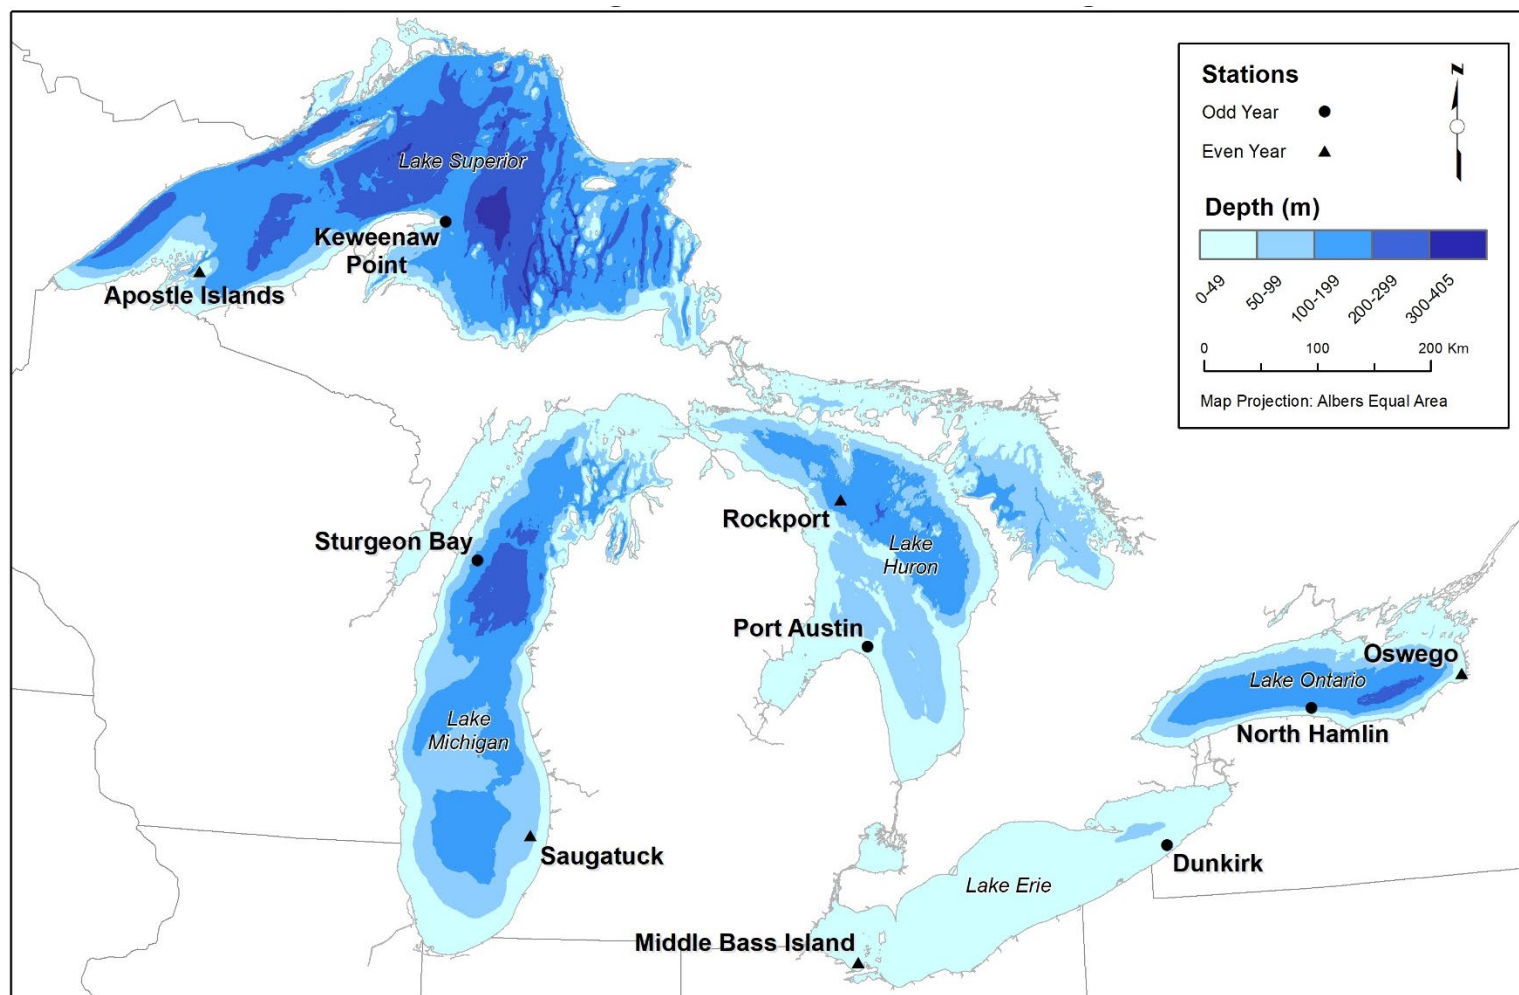 Stations
Odd Year
Even Year
N
Depth (m)
0-49
50-99
100-199
200-299
300-405
0 100 200 Km
Map Projection: Albers Equal Area
Lake Superior
Keweenaw
Point
Apostle Islands
Sturgeon Bay
Rockport
Lake
Huron
Port Austin
Oswego
Lake Ontario
North Hamlin
Lake
Michigan
Saugatuck
Dunkirk
Lake Erie
Middle Bass Island